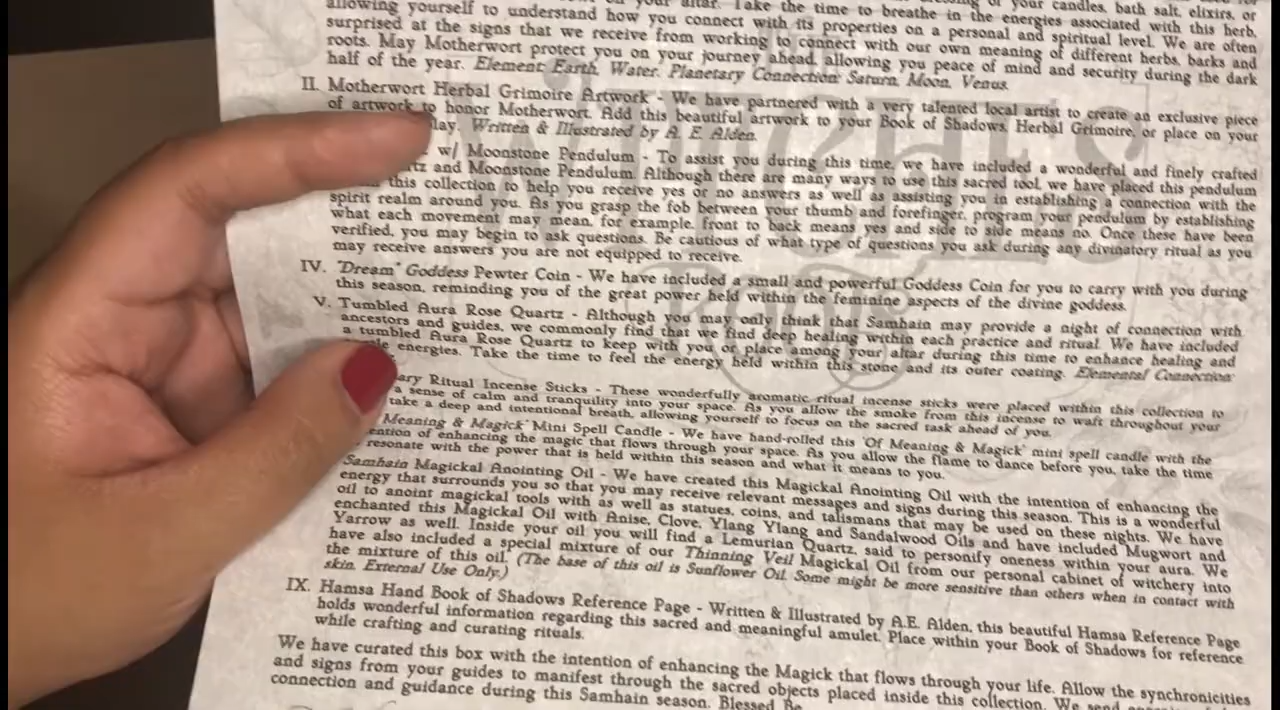 allowing yourself to understand how you connect with its properties on a personal and spiritual level. We are often
your altar. Take the time to breathe in the energies associated with this herb,
of your candles, bath salt, elixirs, or
surprised at the signs that we receive from working to connect with our own meaning of different herbs, barks and
roots. May Motherwort protect you on your journey ahead, allowing you peace of mind and security during the dark
half of the year. Element: Earth, Water. Planetary Connection: Saturn, Moon, Venus.
II. Motherwort Herbal Grimoire Artwork - We have partnered with a very talented local artist to create an exclusive piece
of artwork to honor Motherwort. Add this beautiful artwork to your Book of Shadows, Herbal Grimoire, or place on your
lay. Written & Illustrated by A. E. Alden.
w/ Moonstone Pendulum - To assist you during this time, we have included a wonderful and finely crafted
rtz and Moonstone Pendulum. Although there are many ways to use this sacred tool, we have placed this pendulum
this collection to help you receive yes or no answers as well as assisting you in establishing a connection with the
spirit realm around you. As you grasp the fob between your thumb and forefinger, program your pendulum by establishing
what each movement may mean, for example, front to back means yes and side to side means no. Once these have been
verified, you may begin to ask questions. Be cautious of what type of questions you ask during any divinatory ritual as you
may receive answers you are not equipped to receive.
IV. "Dream" Goddess Pewter Coin - We have included a small and powerful Goddess Coin for you to carry with you during
this season, reminding you of the great power held within the feminine aspects of the divine goddess.
V. Tumbled Aura Rose Quartz - Although you may only think that Samhain may provide a night of connection with
ancestors and guides, we commonly find that we find deep healing within each practice and ritual. We have included
a tumbled Aura Rose Quartz to keep with you or place among your altar during this time to enhance healing and
energies. Take the time to feel the energy held within this stone and its outer coating. Elemental Connection:
ary Ritual Incense Sticks - These wonderfully aromatic ritual incense sticks were placed within this collection to
a sense of calm and tranquility into your space. As you allow the smoke from this incense to waft throughout your
take a deep and intentional breath, allowing yourself to focus on the sacred task ahead of you.
Meaning & Magick' Mini Spell Candle - We have hand-rolled this 'Of Meaning & Magick' mini spell candle with the
ention of enhancing the magic that flows through your space. As you allow the flame to dance before you, take the time
resonate with the power that is held within this season and what it means to you.
Samhain Magickal Anointing Oil - We have created this Magickal Anointing Oil with the intention of enhancing the
energy that surrounds you so that you may receive relevant messages and signs during this season. This is a wonderful
oil to anoint magickal tools with as well as statues, coins, and talismans that may be used on these nights. We have
enchanted this Magickal Oil with Anise, Clove, Ylang Ylang and Sandalwood Oils and have included Mugwort and
Yarrow as well. Inside your oil you will find a Lemurian Quartz, said to personify oneness within your aura. We
have also included a special mixture of our Thinning Veil Magickal Oil from our personal cabinet of witchery into
the mixture of this oil. (The base of this oil is Sunflower Oil. Some might be more sensitive than others when in contact with
skin. External Use Only.)
IX. Hamsa Hand Book of Shadows Reference Page - Written & Illustrated by A.E. Alden, this beautiful Hamsa Reference Page
holds wonderful information regarding this sacred and meaningful amulet. Place within your Book of Shadows for reference
while crafting and curating rituals.
We have curated this box with the intention of enhancing the Magick that flows through your life. Allow the synchronicities
and signs from your guides to manifest through the sacred objects placed inside this collection. We send
connection and guidance during this Samhain season. Blessed Be